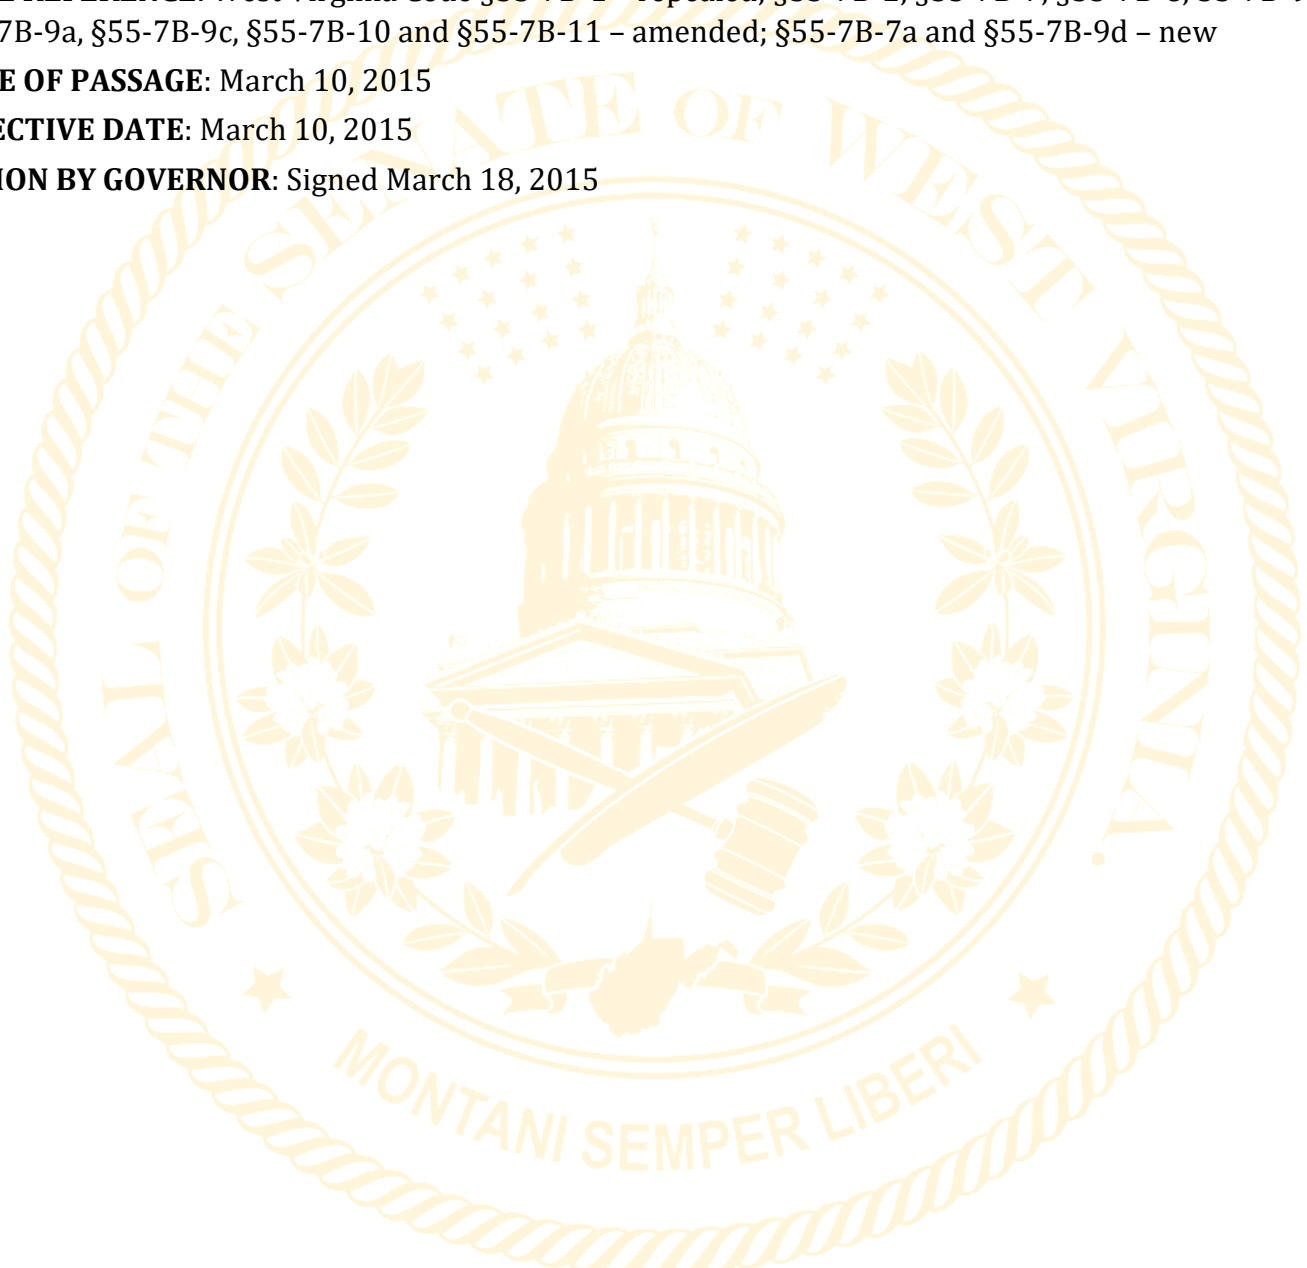 7B-9a, §55-7B-9c, §55-7B-10 and §55-7B-11 – amended; §55-7B-7a and §55-7B-9d – new
E OF PASSAGE: March 10, 2015
ECTIVE DATE: March 10, 2015
ION BY GOVERNOR: Signed March 18, 2015
SEAL OF THE SENATE OF WEST VIRGINIA.
MONTANI SEMPER LIBERI